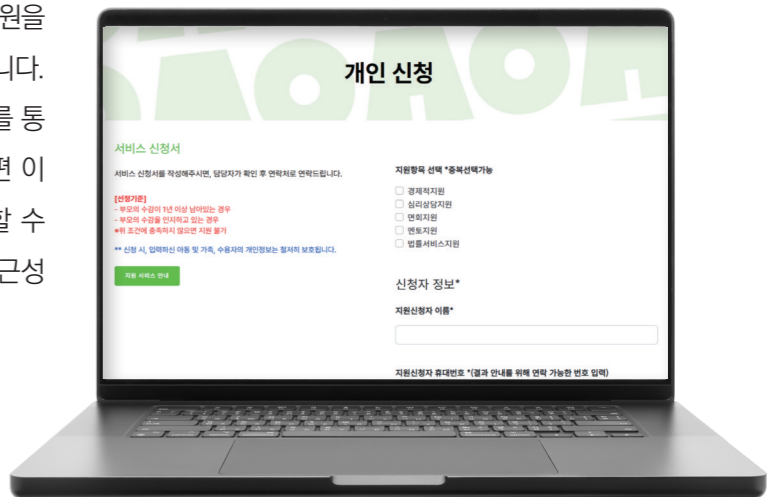 원을
니다.
를 통
편 이
할 수
근성
개인 신청
서비스 신청서
서비스 신청서를 작성해주시면, 담당자가 확인 후 연락처로 연락드립니다.
[선정기준]
- 부모의 수감이 1년 이상 남아있는 경우
- 부모의 수감을 인지하고 있는 경우
*위 조건에 충족하지 않으면 지원 불가
** 신청 시, 입력하신 아동 및 가족, 수용자의 개인정보는 철저히 보호됩니다.
지원 서비스 안내
지원항목 선택 *중복선택가능
경제적지원
심리상담지원
면회지원
멘토지원
법률서비스지원
신청자 정보*
지원신청자 이름*
지원신청자 휴대번호 *(결과 안내를 위해 연락 가능한 번호 입력)